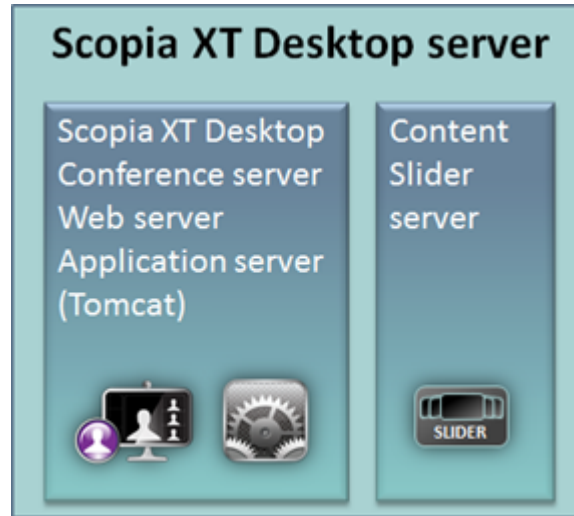 Scopia XT Desktop server
Scopia XT Desktop
Conference server
Web server
Application server
(Tomcat)
Content
Slider
server
SLIDER